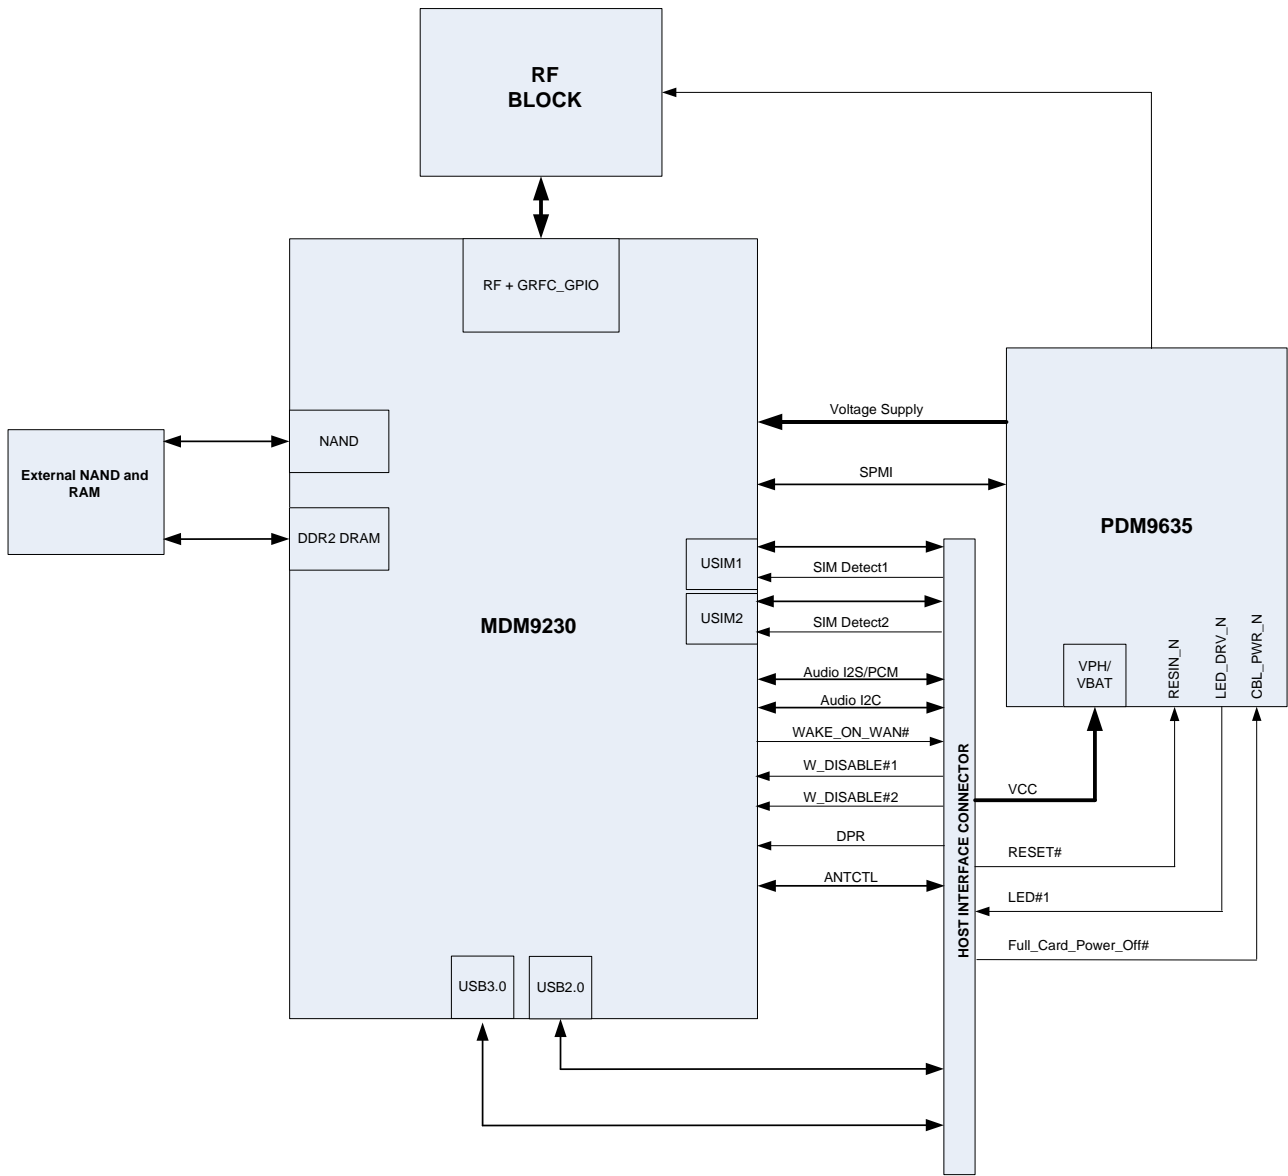 RF
BLOCK
RF + GRFC_GPIO
Voltage Supply
NAND
External NAND and
RAM
SPMI
PDM9635
DDR2 DRAM
USIM1
SIM Detect1
USIM2
SIM Detect2
MDM9230
VPH/
VBAT
RESIN_N
LED_DRV_N
CBL_PWR_N
Audio I2S/PCM
Audio I2C
WAKE_ON_WAN#
W_DISABLE#1
W_DISABLE#2
DPR
ANTCTL
HOST INTERFACE CONNECTOR
VCC
RESET#
LED#1
Full_Card_Power_Off#
USB3.0
USB2.0